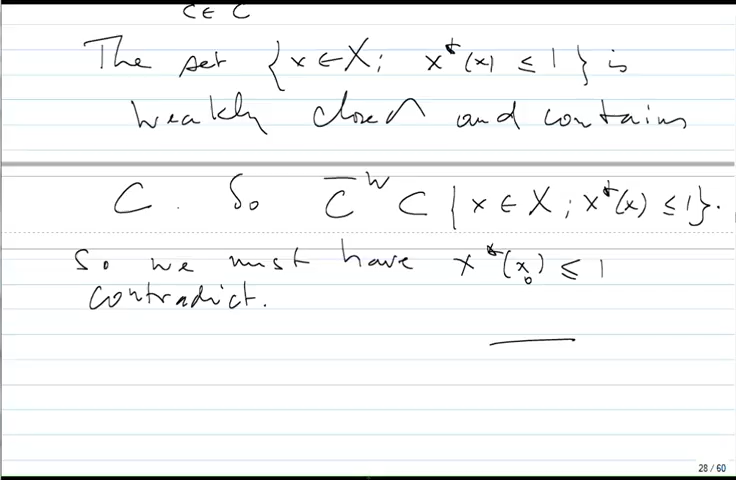 c ∈ C
The set {x ∈ X; x*(x) ≤ 1} is
weakly closed and contains
C. So C̅ʷ ⊂ {x ∈ X; x*(x) ≤ 1}.
So we must have x*(x₀) ≤ 1
contradict.
28 / 60